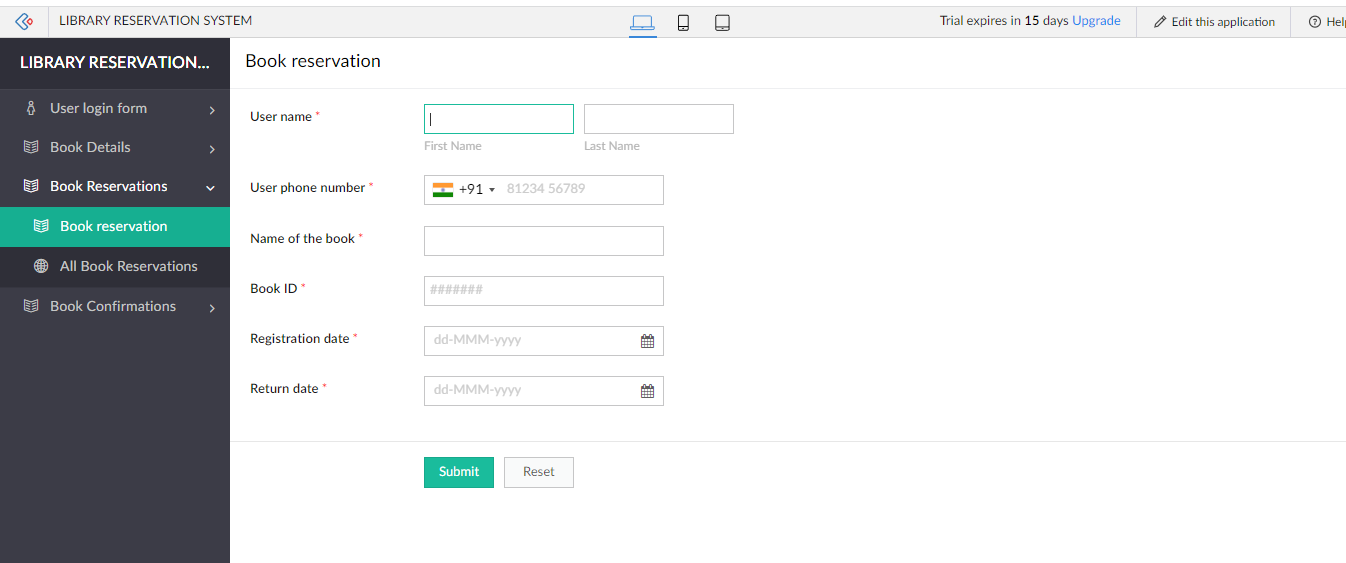 LIBRARY RESERVATION SYSTEM
Trial expires in 15 days Upgrade
Edit this application
Help
LIBRARY RESERVATION...
User login form
Book Details
Book Reservations
Book reservation
All Book Reservations
Book Confirmations
Book reservation
User name *
First Name
Last Name
User phone number *
+91
81234 56789
Name of the book *
Book ID *
#######
Registration date *
dd-MMM-yyyy
Return date *
dd-MMM-yyyy
Submit
Reset